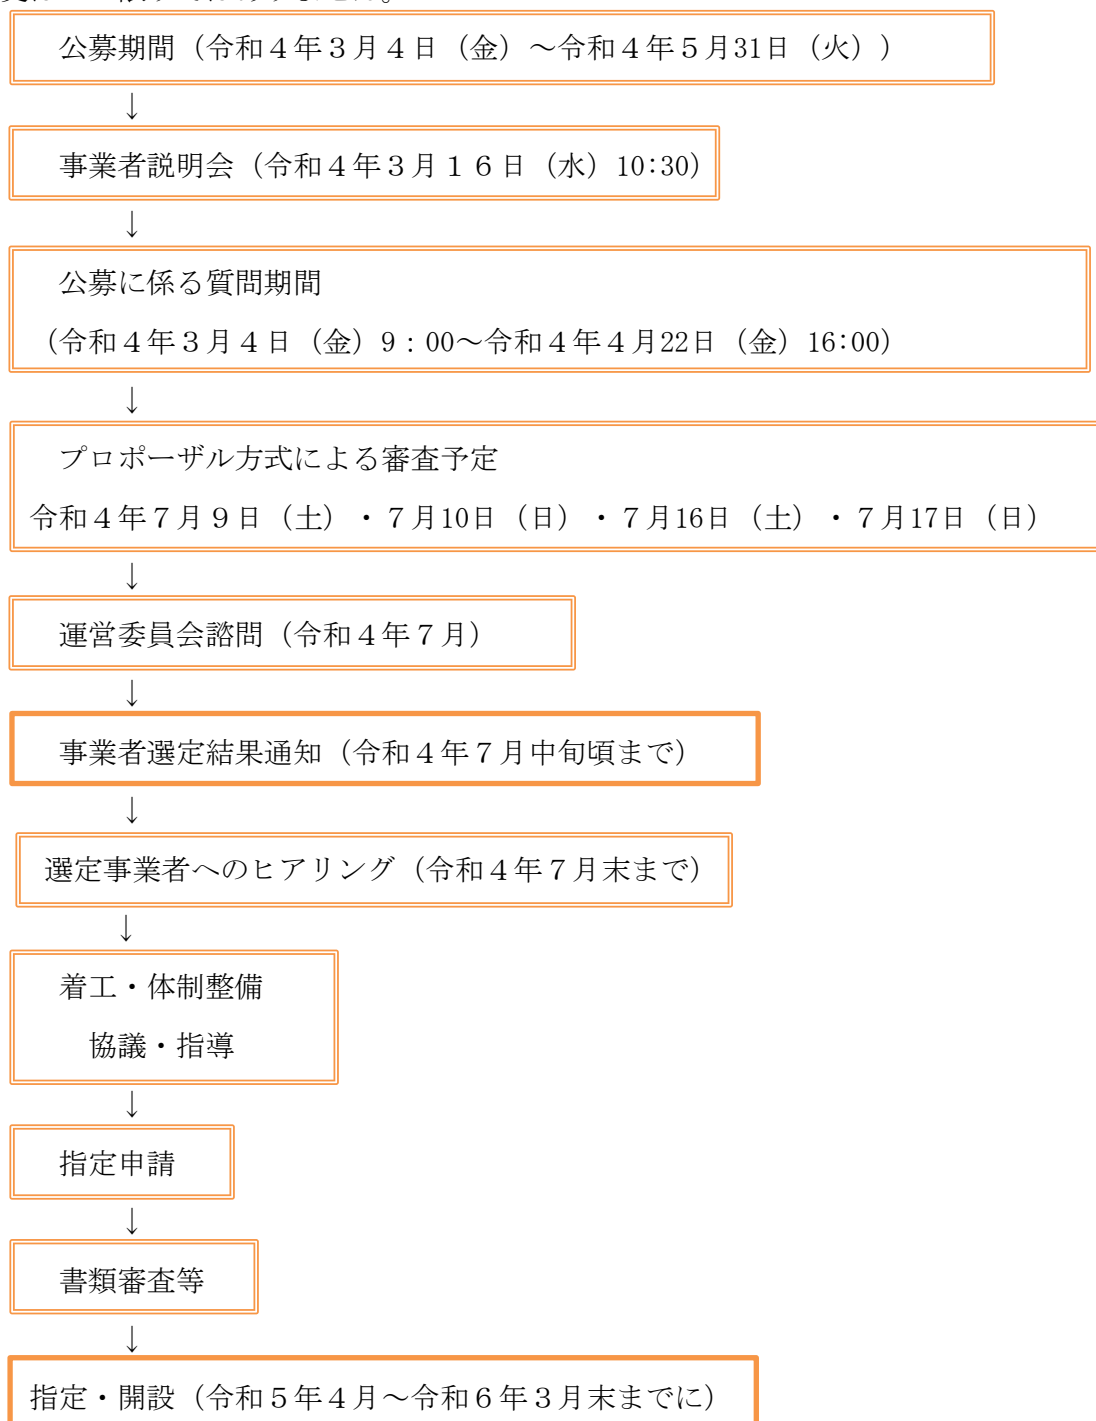 公募期間（令和４年３月４日（金）～令和４年５月31日（火））
↓
事業者説明会（令和４年３月１６日（水）10:30）
↓
公募に係る質問期間
（令和４年３月４日（金）9：00～令和４年４月22日（金）16:00）
↓
プロポーザル方式による審査予定
令和４年７月９日（土）・７月10日（日）・７月16日（土）・７月17日（日）
↓
運営委員会諮問（令和４年７月）
↓
事業者選定結果通知（令和４年７月中旬頃まで）
↓
選定事業者へのヒアリング（令和４年７月末まで）
↓
着工・体制整備
協議・指導
↓
指定申請
↓
書類審査等
↓
指定・開設（令和５年４月～令和６年３月末までに）